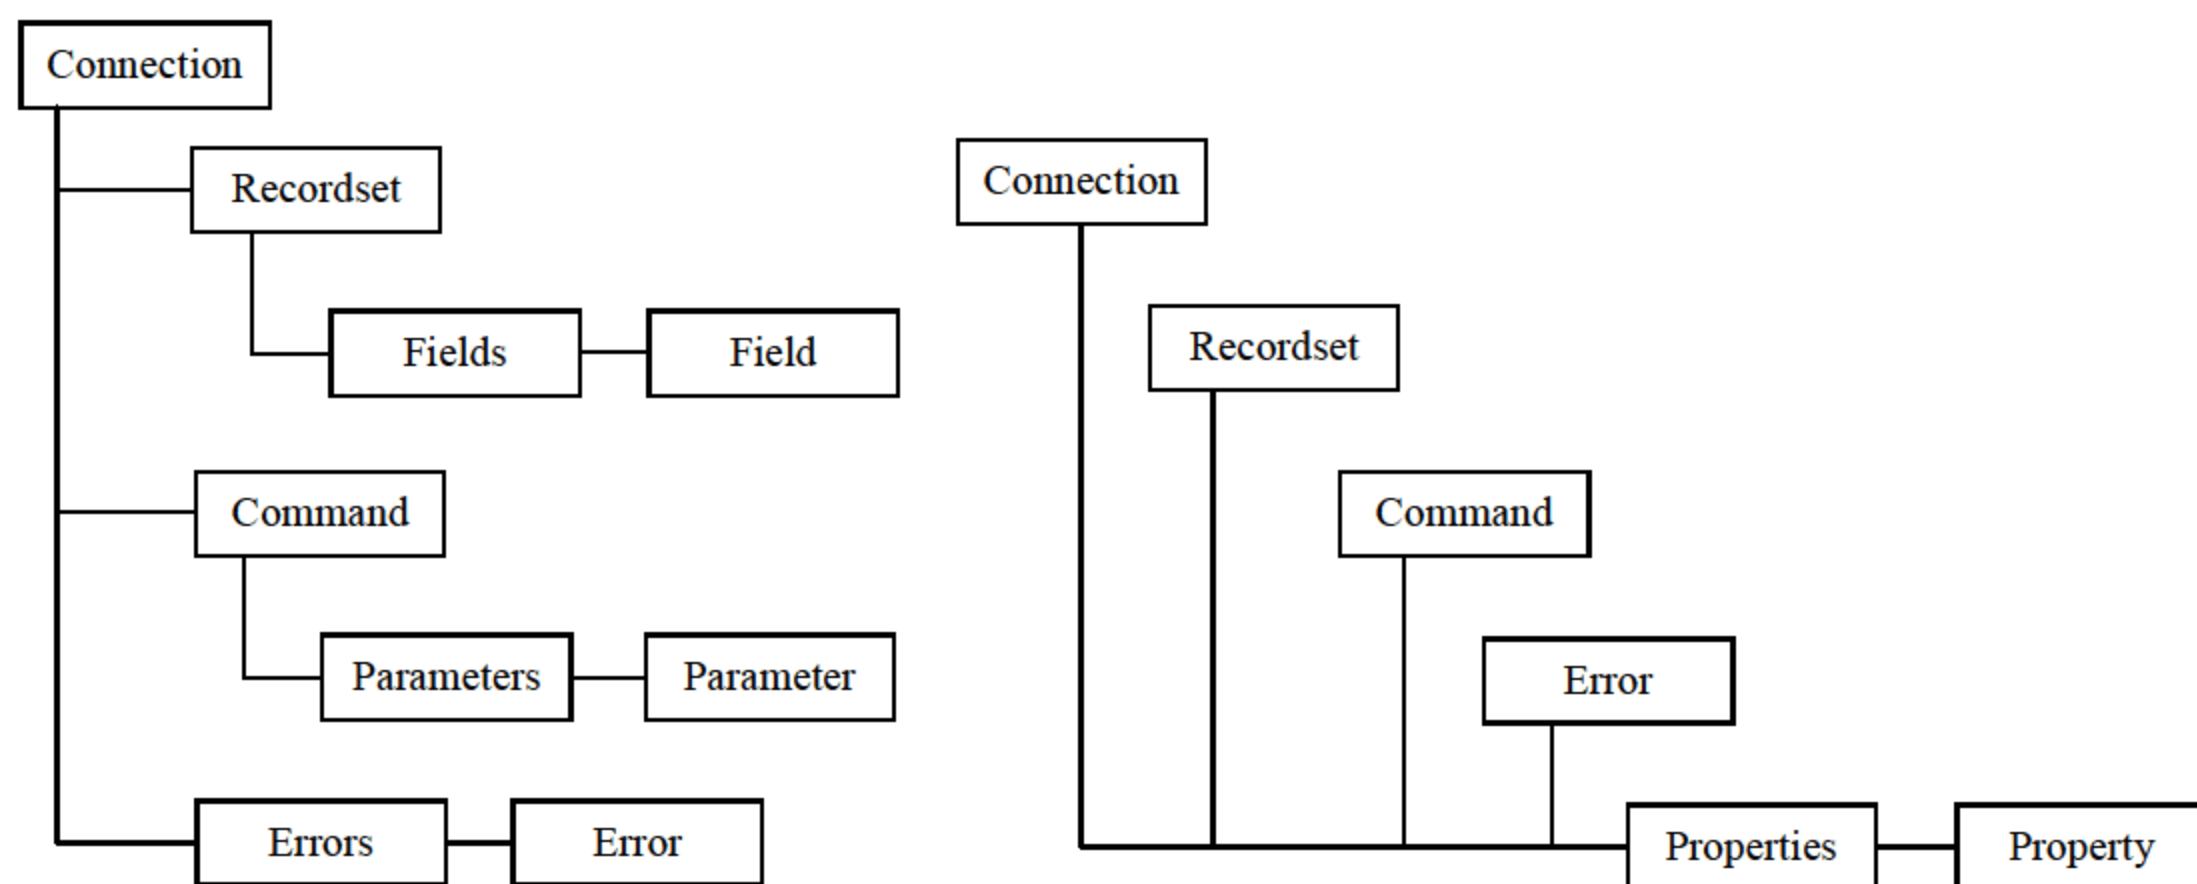 Connection
Recordset
Fields
Field
Command
Parameters
Parameter
Errors
Error
Connection
Recordset
Command
Error
Properties
Property